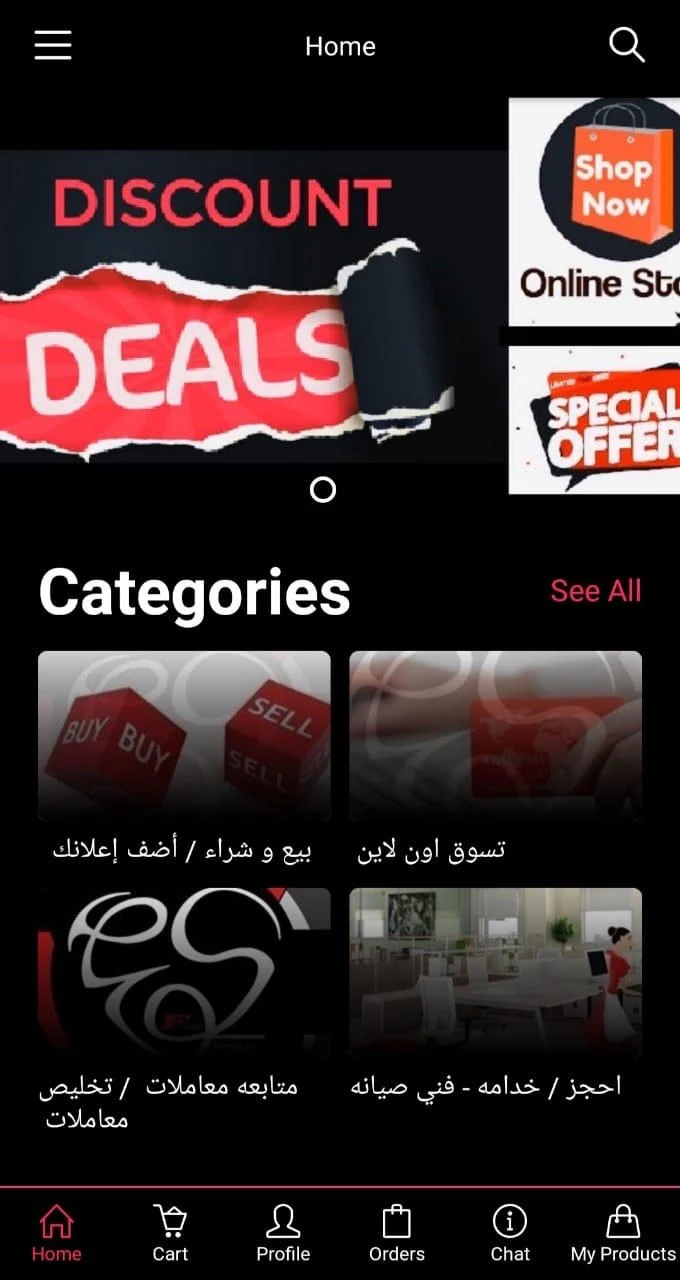 Home
DISCOUNT
DEALS
Shop
Now
Online
SPECIAL
OFFER
Categories
See All
BUY
BUY
SELL
SELL
بيع و شراء / أضف إعلانك
تسوق اون لاين
متابعه معاملات / تخليص
معاملات
احجز / خدامه - فني صيانه
Home
Cart
Profile
Orders
Chat
My Products